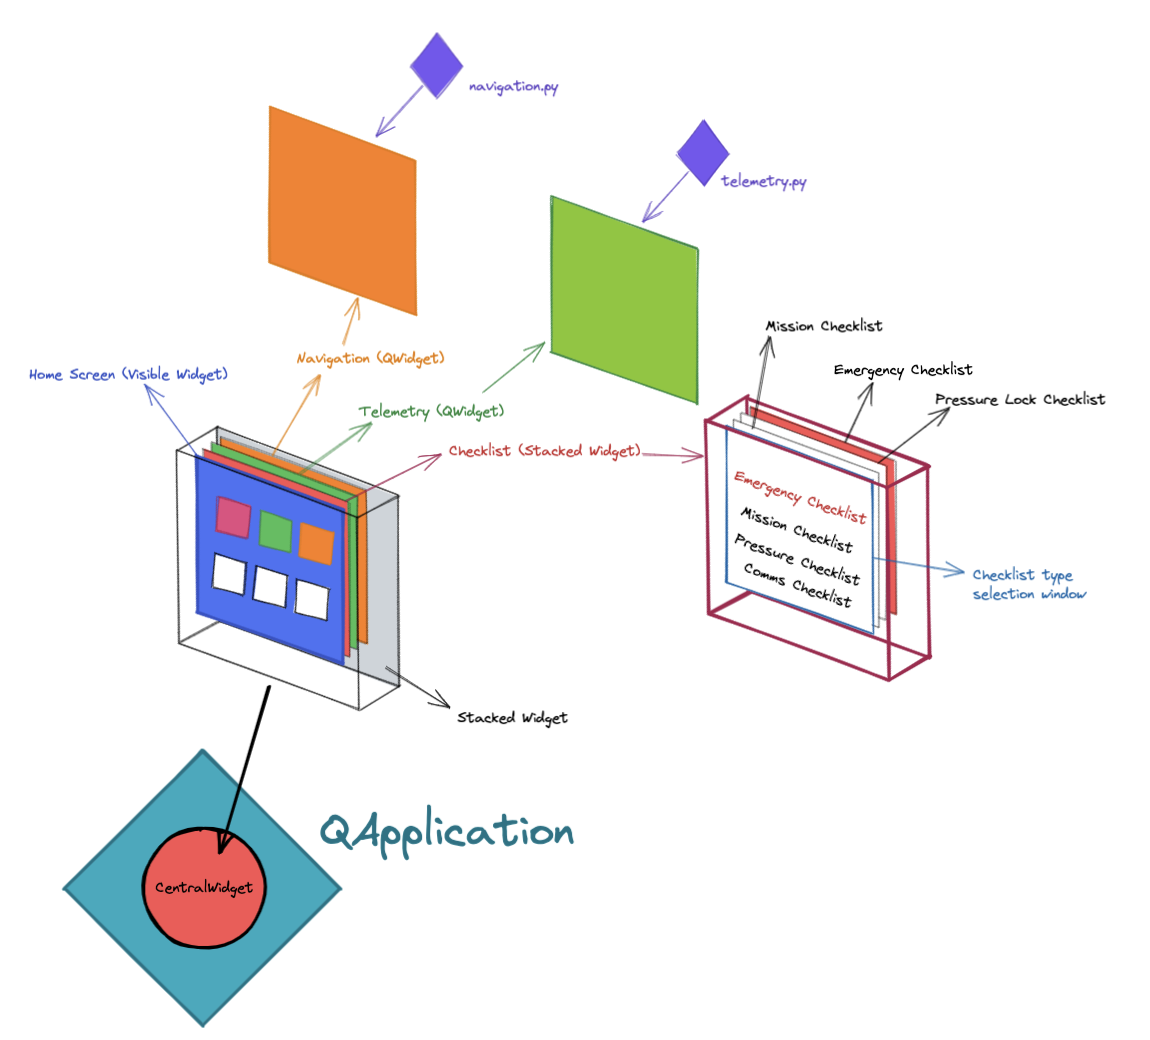 navigation.py
telemetry.py
Mission Checklist
Navigation (QWidget)
Home Screen (Visible Widget)
Emergency Checklist
Pressure Lock Checklist
Telemetry (QWidget)
Checklist (Stacked Widget)
Emergency Checklist
Mission Checklist
Pressure Checklist
Comms Checklist
Checklist type
selection window
Stacked Widget
QApplication
CentralWidget